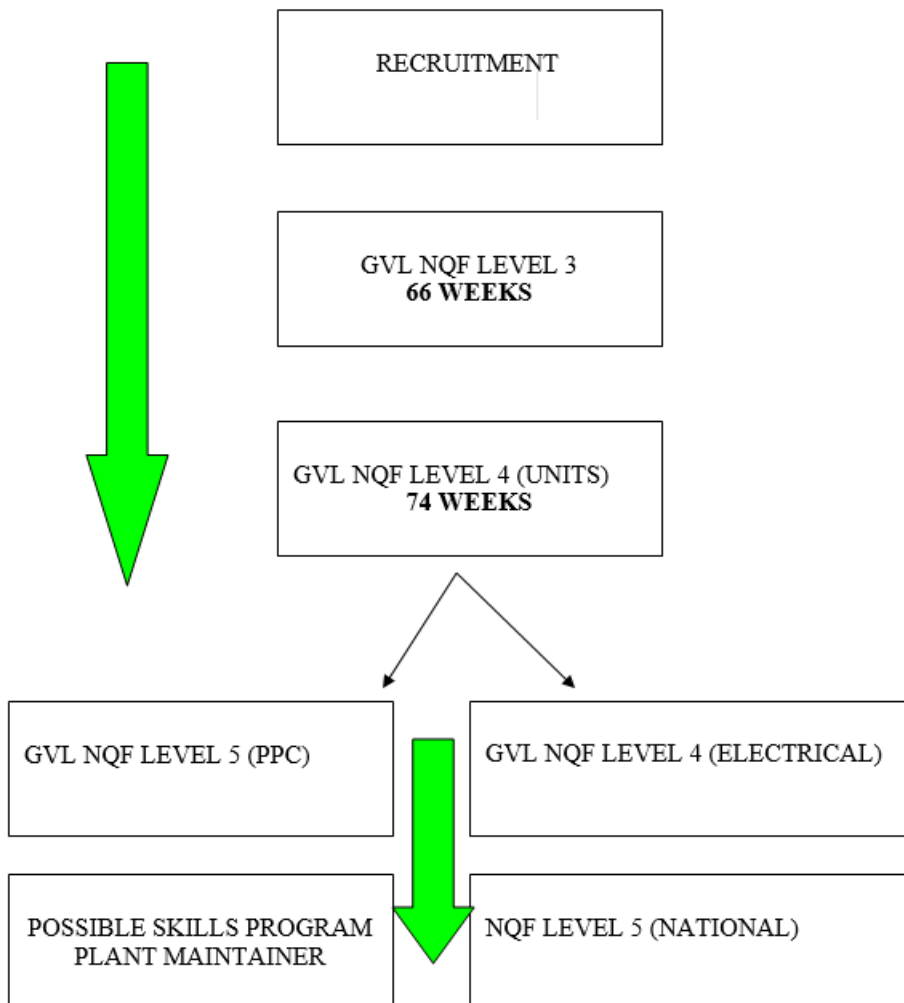 RECRUITMENT
GVL NQF LEVEL 3
66 WEEKS
GVL NQF LEVEL 4 (UNITS)
74 WEEKS
GVL NQF LEVEL 5 (PPC)
GVL NQF LEVEL 4 (ELECTRICAL)
POSSIBLE SKILLS PROGRAM
PLANT MAINTAINER
NQF LEVEL 5 (NATIONAL)